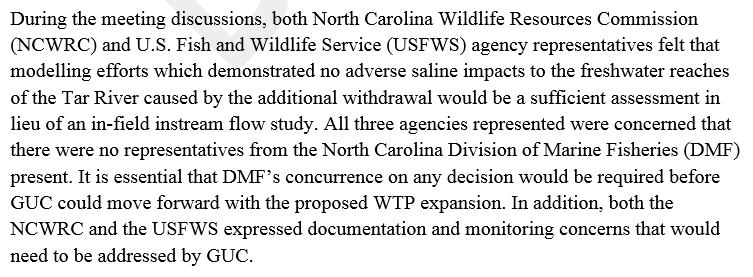 During the meeting discussions, both North Carolina Wildlife Resources Commission
(NCWRC) and U.S. Fish and Wildlife Service (USFWS) agency representatives felt that
modelling efforts which demonstrated no adverse saline impacts to the freshwater reaches
of the Tar River caused by the additional withdrawal would be a sufficient assessment in
lieu of an in-field instream flow study. All three agencies represented were concerned that
there were no representatives from the North Carolina Division of Marine Fisheries (DMF)
present. It is essential that DMF’s concurrence on any decision would be required before
GUC could move forward with the proposed WTP expansion. In addition, both the
NCWRC and the USFWS expressed documentation and monitoring concerns that would
need to be addressed by GUC.